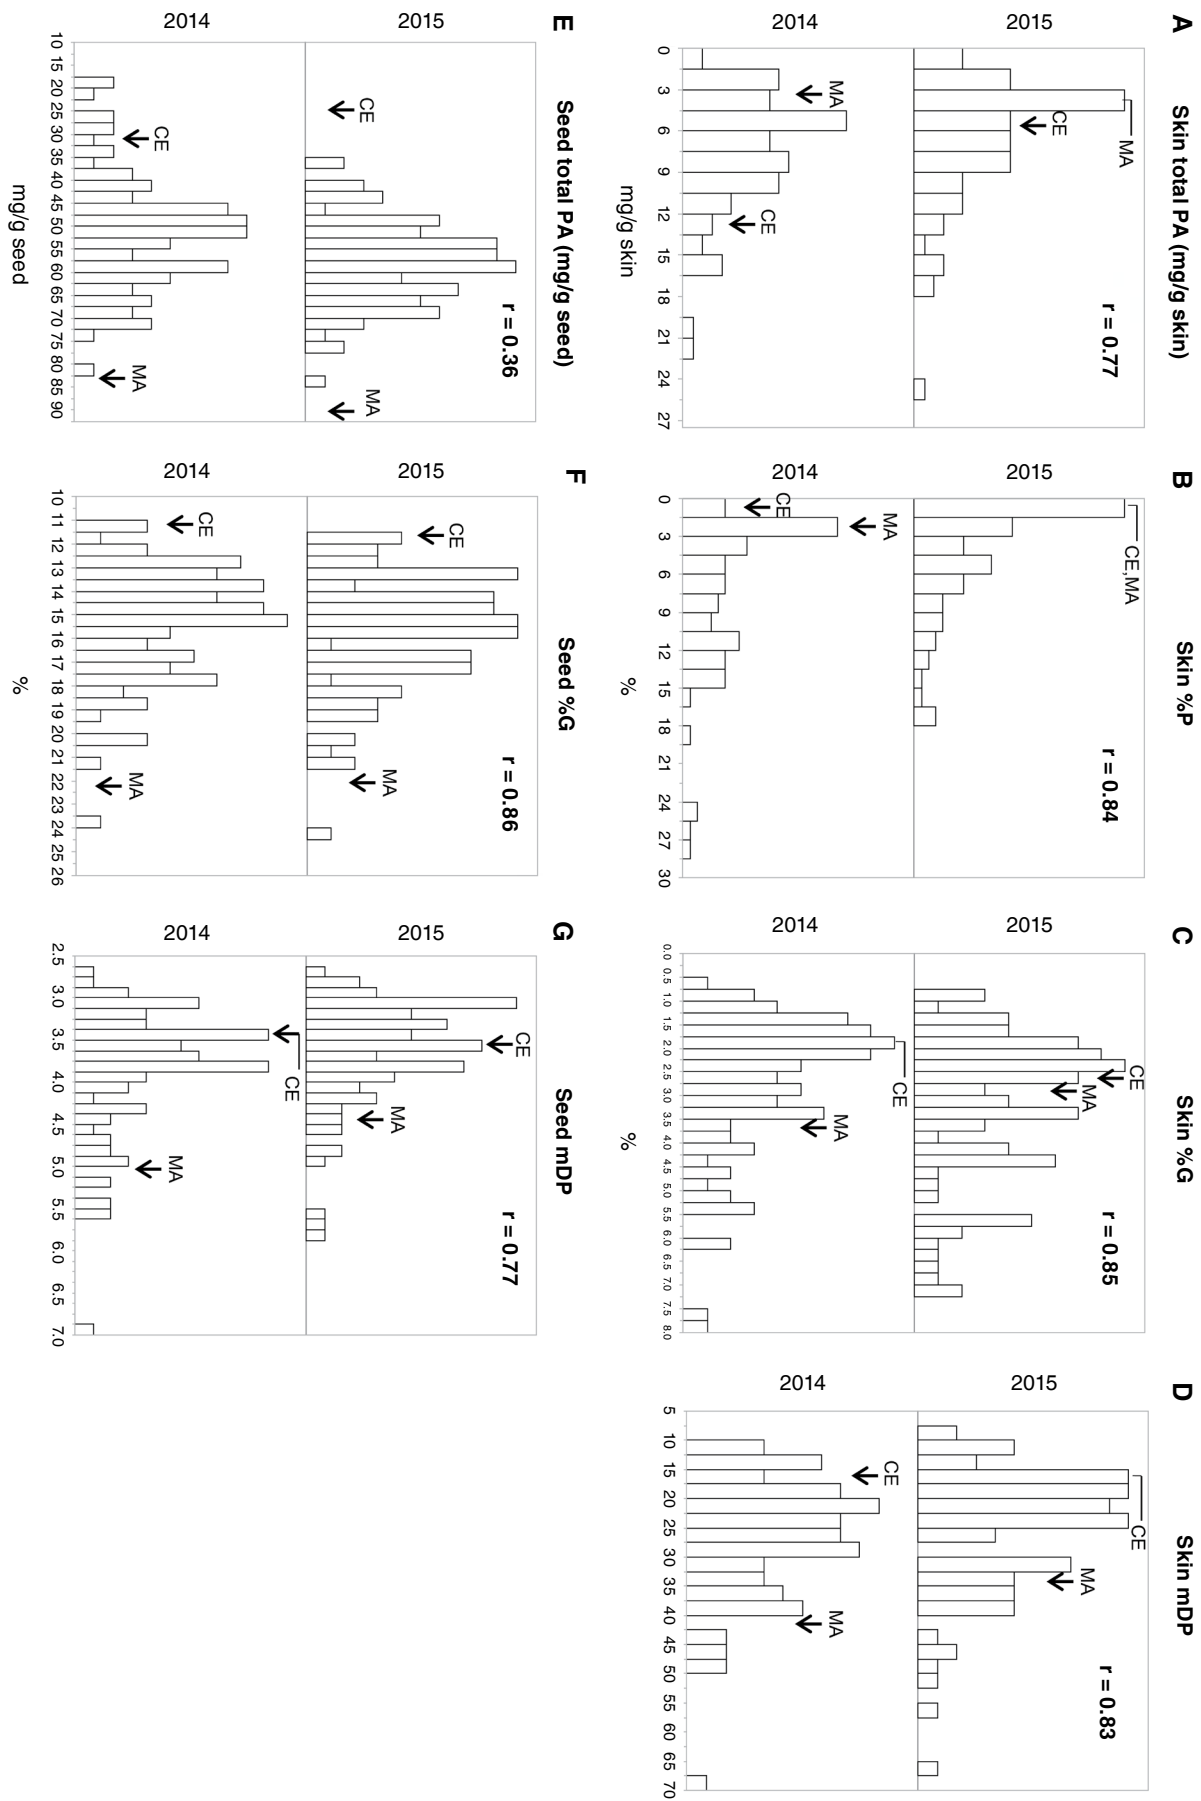 A
Skin total PA (mg/g skin)
2015
2014
r = 0.77
MA
CE
MA
CE
0 3 6 9 12 15 18 21 24 27
mg/g skin
B
Skin %P
2015
2014
r = 0.84
CE,MA
CE
MA
0 3 6 9 12 15 18 21 24 27 30
%
C
Skin %G
2015
2014
r = 0.85
CE
MA
CE
MA
0.0 0.5 1.0 1.5 2.0 2.5 3.0 3.5 4.0 4.5 5.0 5.5 6.0 6.5 7.0 7.5 8.0
%
D
Skin mDP
2015
2014
r = 0.83
CE
MA
CE
MA
5 10 15 20 25 30 35 40 45 50 55 60 65 70
E
Seed total PA (mg/g seed)
2015
2014
r = 0.36
CE
MA
CE
MA
10 15 20 25 30 35 40 45 50 55 60 65 70 75 80 85 90
mg/g seed
F
Seed %G
2015
2014
r = 0.86
CE
MA
CE
MA
10 11 12 13 14 15 16 17 18 19 20 21 22 23 24 25 26
%
G
Seed mDP
2015
2014
r = 0.77
CE
MA
CE
MA
2.5 3.0 3.5 4.0 4.5 5.0 5.5 6.0 6.5 7.0